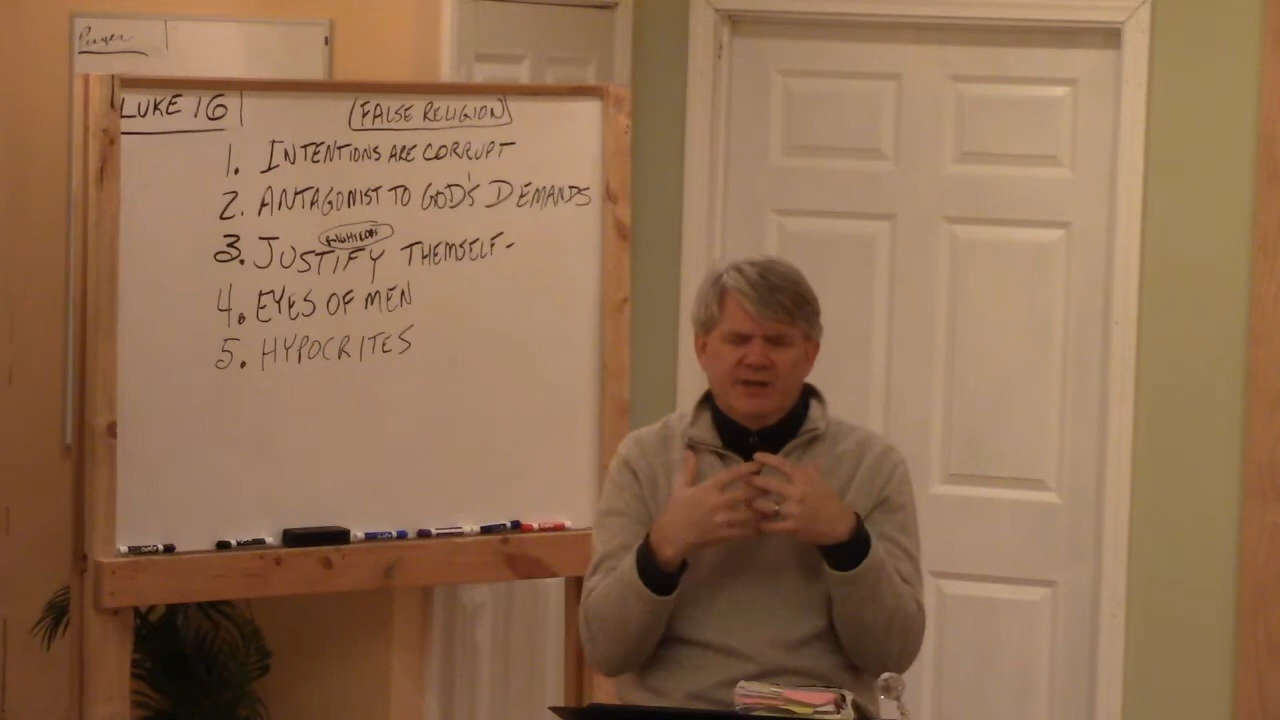 Prayer
LUKE 16
FALSE RELIGION
1. INTENTIONS ARE CORRUPT
2. ANTAGONIST TO GOD'S DEMANDS
RIGHTEOUS
3. JUSTIFY THEMSELF-
4. EYES OF MEN
5. HYPOCRITES